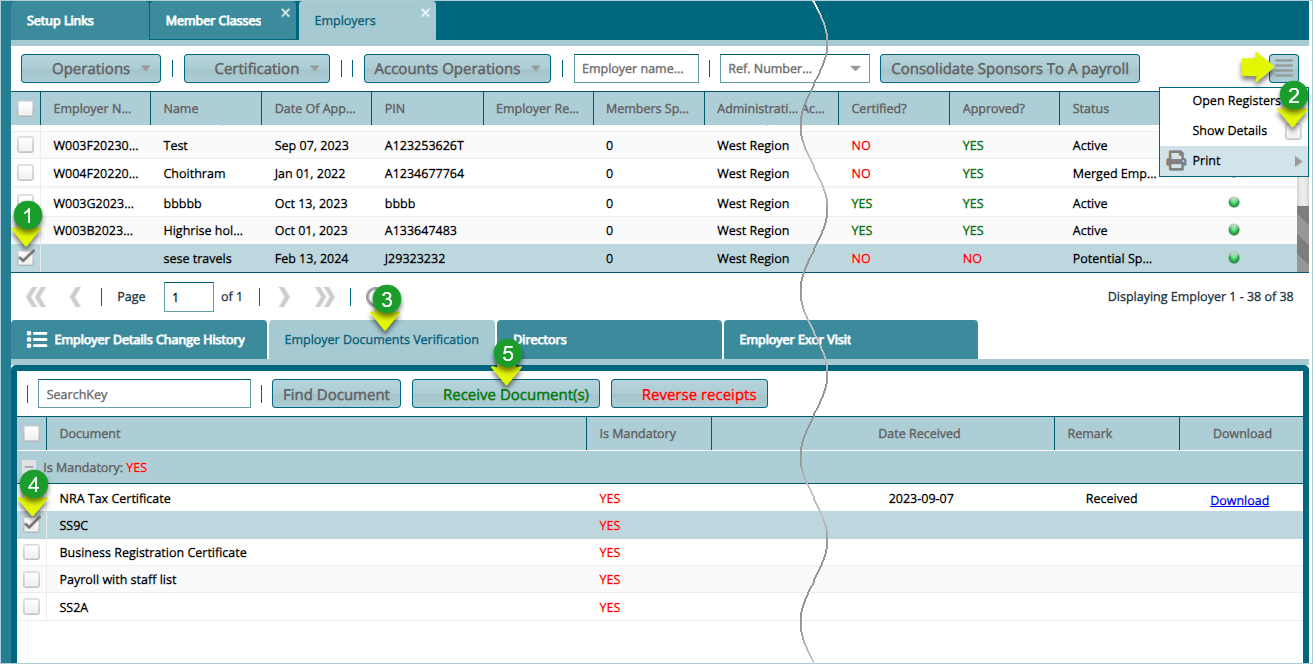 Setup Links Member Classes Employers
Operations Certification Accounts Operations Employer name... Ref. Number... Consolidate Sponsors To A payroll
Employer N... Name Date Of App... PIN Employer Re... Members Sp... Administrati... Ac... Certified? Approved? Status
Open Registers 2
Show Details
Print
W003F20230... Test Sep 07, 2023 A123253626T 0 West Region NO YES Active
W004F20220... Choithram Jan 01, 2022 A1234677764 0 West Region NO YES Merged Emp...
W003G2023... bbbbb Oct 13, 2023 bbbb 0 West Region YES YES Active
1
W003B2023... Highrise hol... Oct 01, 2023 A133647483 0 West Region YES YES Active
sese travels Feb 13, 2024 J29323232 0 West Region NO NO Potential Sp...
Page 1 of 1 3 Displaying Employer 1 - 38 of 38
Employer Details Change History Employer Documents Verification Directors Employer Exor Visit
5
SearchKey Find Document Receive Document(s) Reverse receipts
Document Is Mandatory Date Received Remark Download
Is Mandatory: YES
4
NRA Tax Certificate YES 2023-09-07 Received Download
SS9C YES
Business Registration Certificate YES
Payroll with staff list YES
SS2A YES